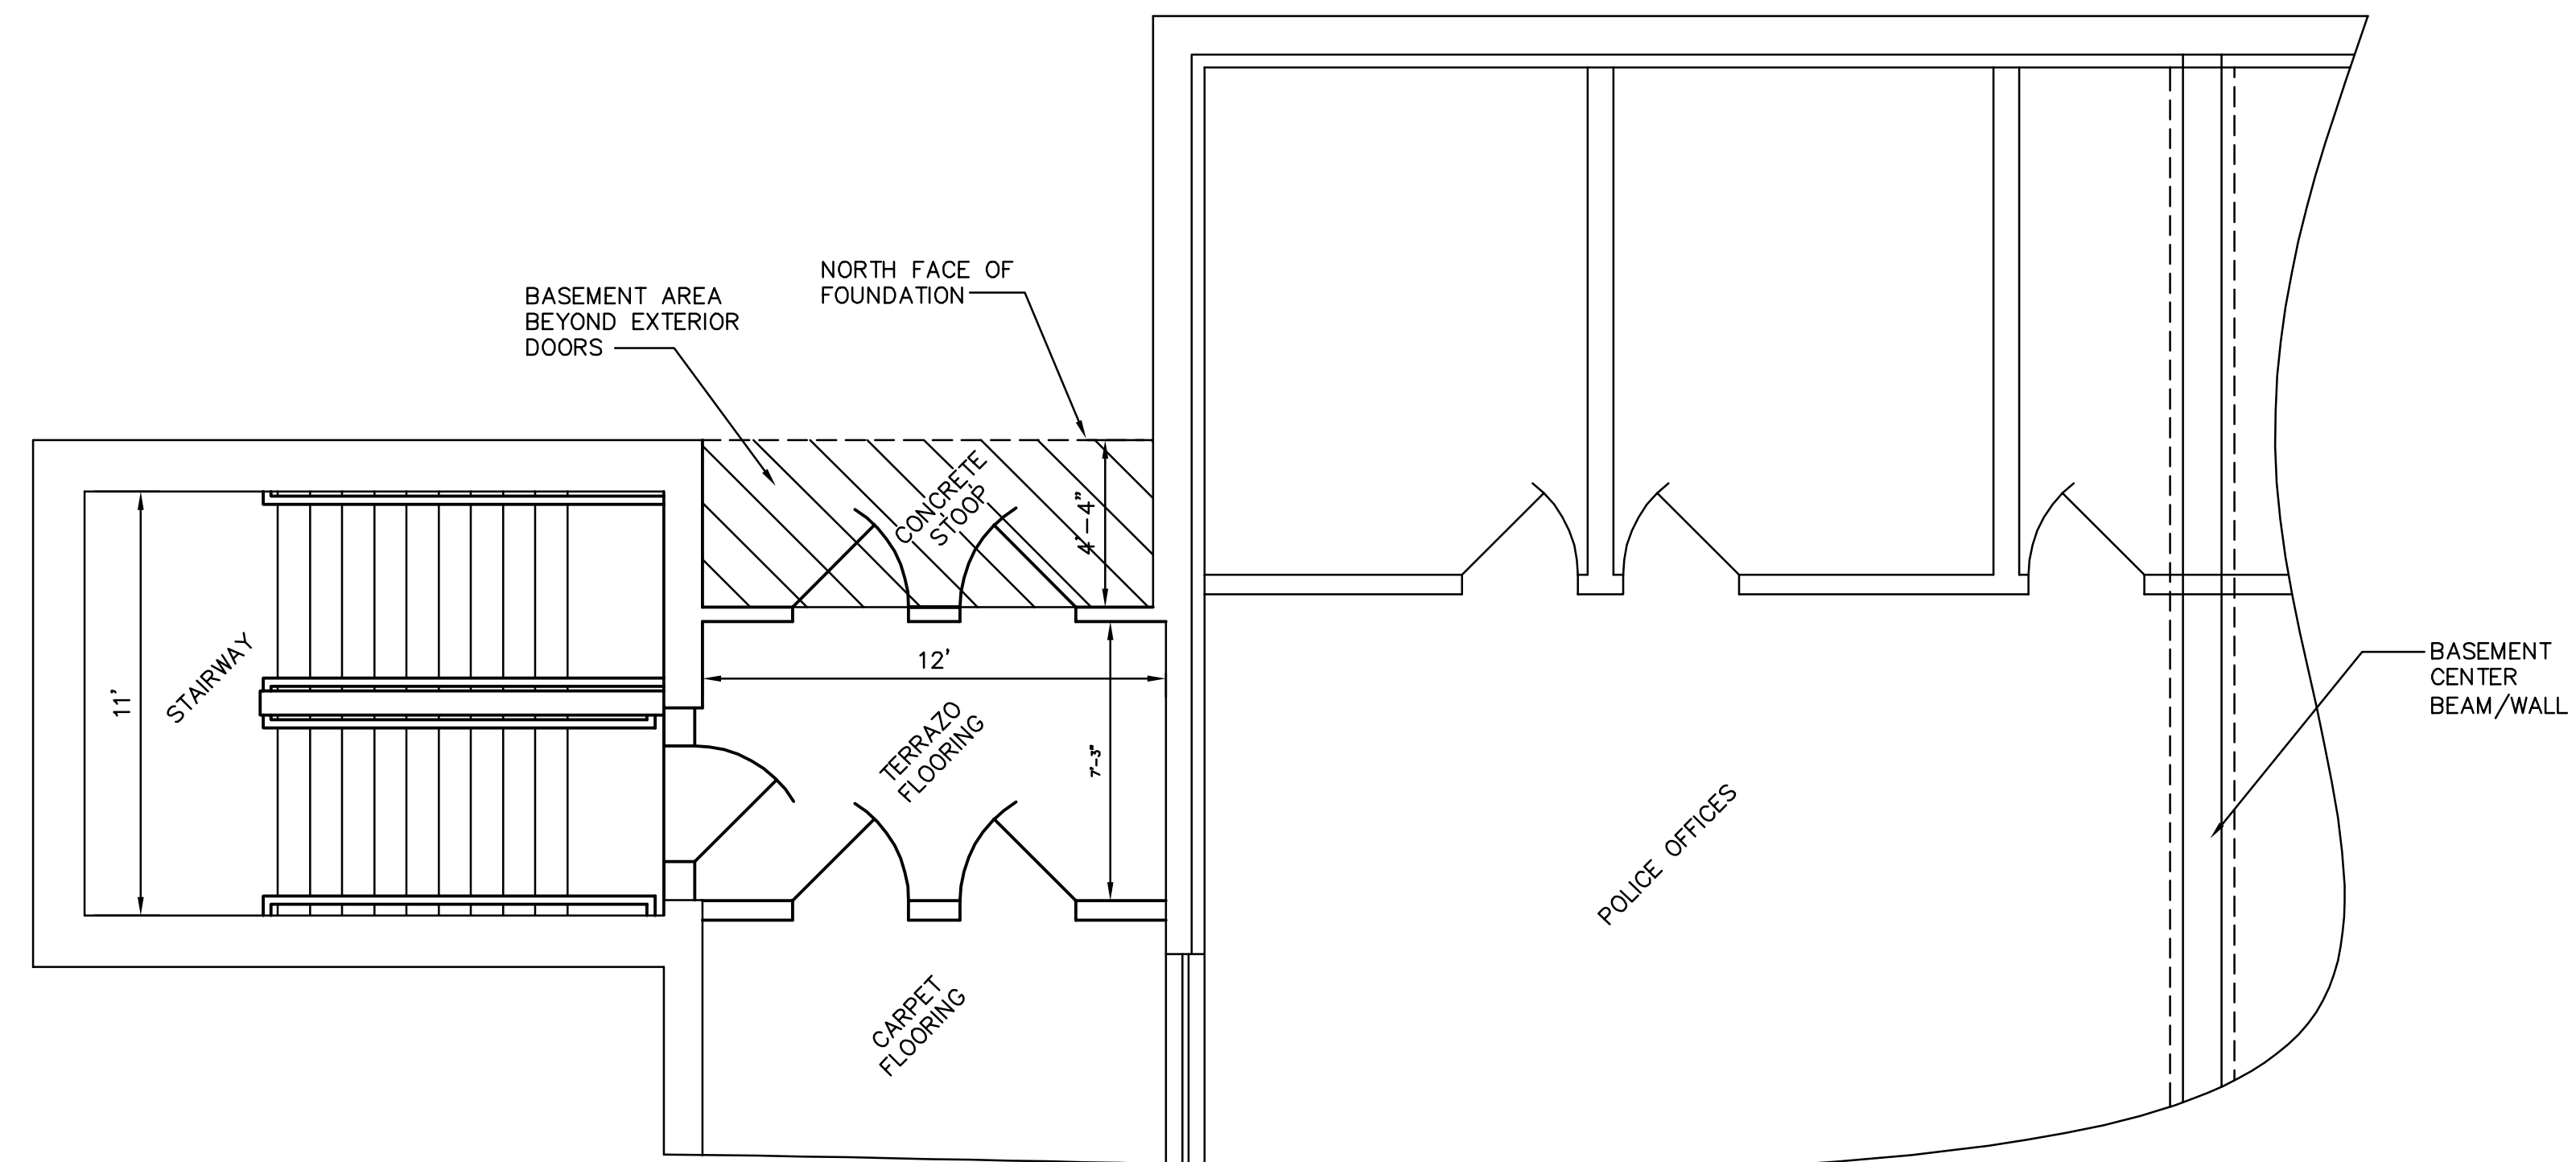 NORTH FACE OF
FOUNDATION
BASEMENT AREA
BEYOND EXTERIOR
DOORS
CONCRETE
STOOP
4'-4"
11'
STAIRWAY
12'
TERRAZO
FLOORING
7'-3"
BASEMENT
CENTER
BEAM/WALL
POLICE OFFICES
CARPET
FLOORING